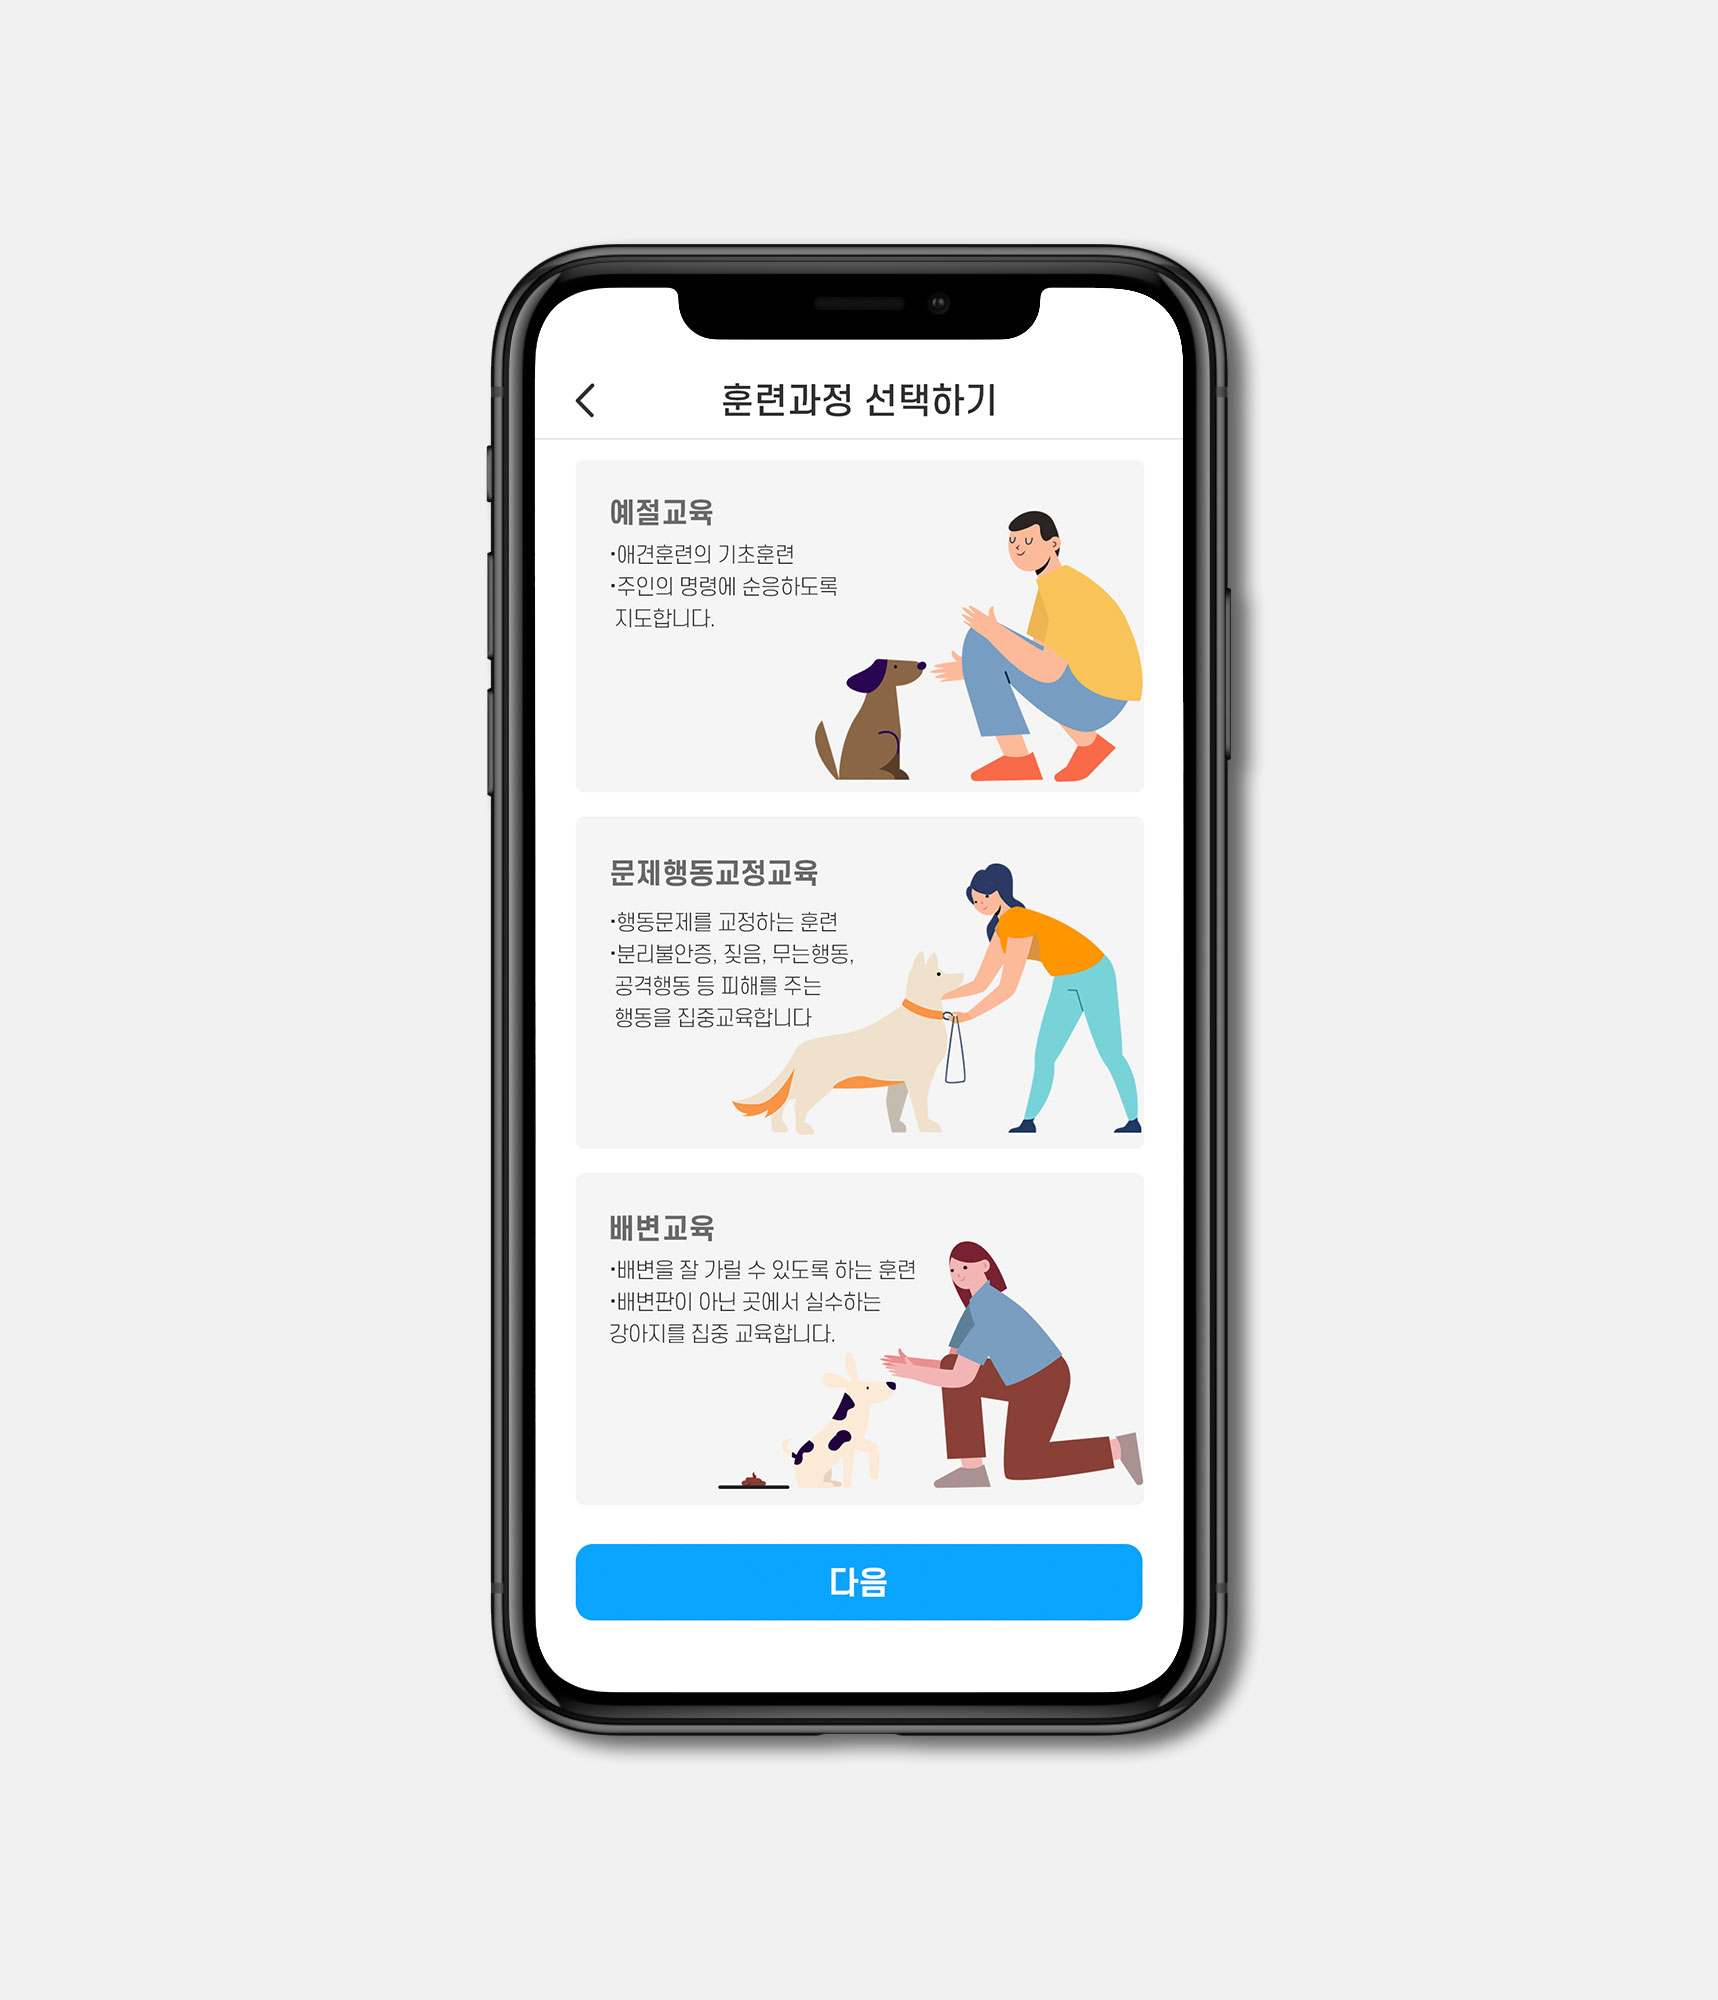 훈련과정 선택하기
예절교육
·애견훈련의 기초훈련
·주인의 명령에 순응하도록
지도합니다.
문제행동교정교육
·행동문제를 교정하는 훈련
·분리불안증, 짖음, 무는행동,
공격행동 등 피해를 주는
행동을 집중교육합니다
배변교육
·배변을 잘 가릴 수 있도록 하는 훈련
·배변판이 아닌 곳에서 실수하는
강아지를 집중 교육합니다.
다음